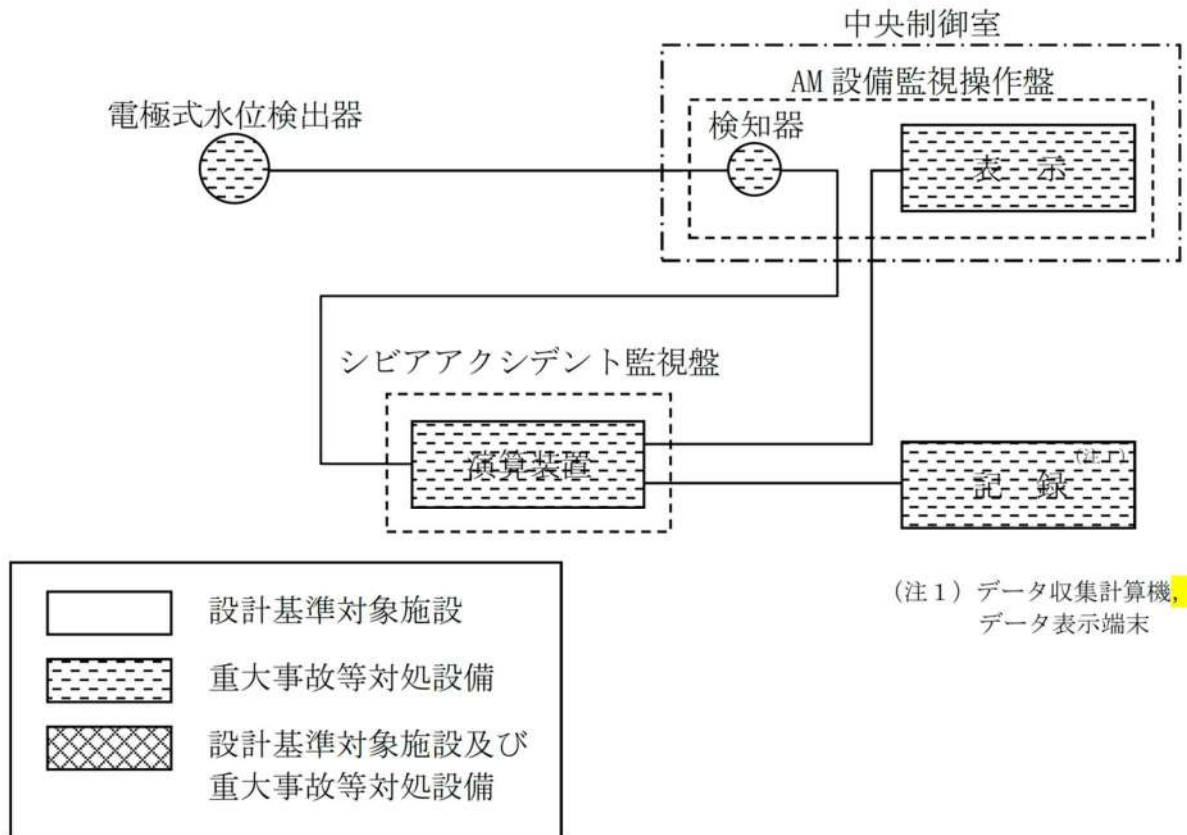 中央制御室
AM 設備監視操作盤
電極式水位検出器
検知器
表 示
シビアアクシデント監視盤
演算装置
(注1)
記 録
(注1) データ収集計算機,
データ表示端末
設計基準対象施設
重大事故等対処設備
設計基準対象施設及び
重大事故等対処設備